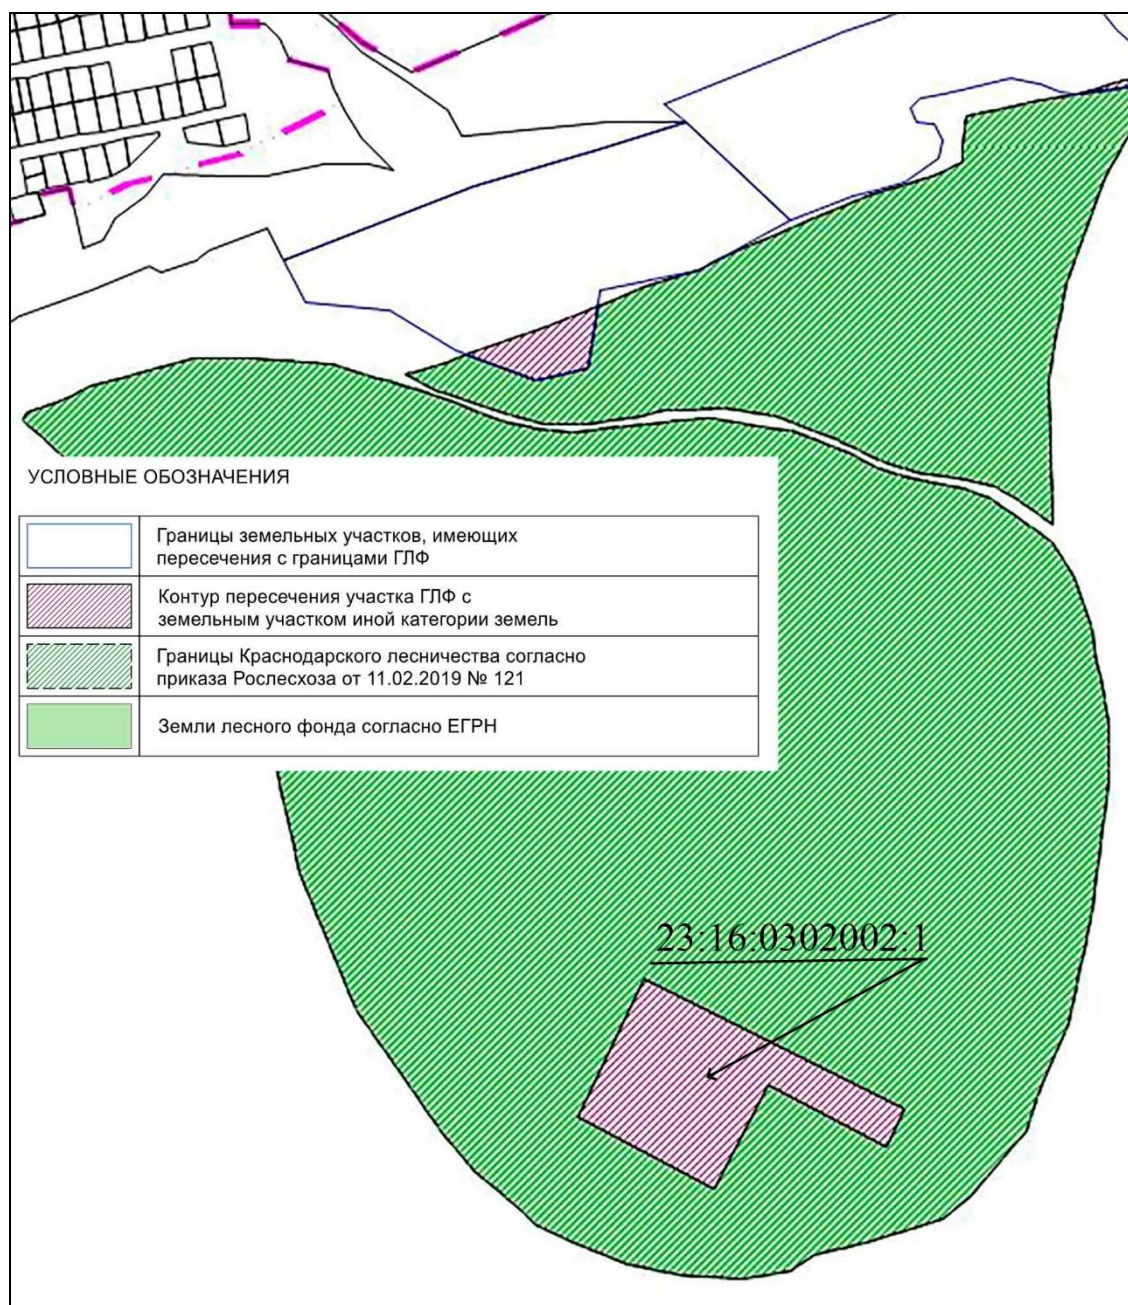 УСЛОВНЫЕ ОБОЗНАЧЕНИЯ
Границы земельных участков, имеющих
пересечения с границами ГЛФ
Контур пересечения участка ГЛФ с
земельным участком иной категории земель
Границы Краснодарского лесничества согласно
приказа Рослесхоза от 11.02.2019 № 121
Земли лесного фонда согласно ЕГРН
23:16:0302002:1